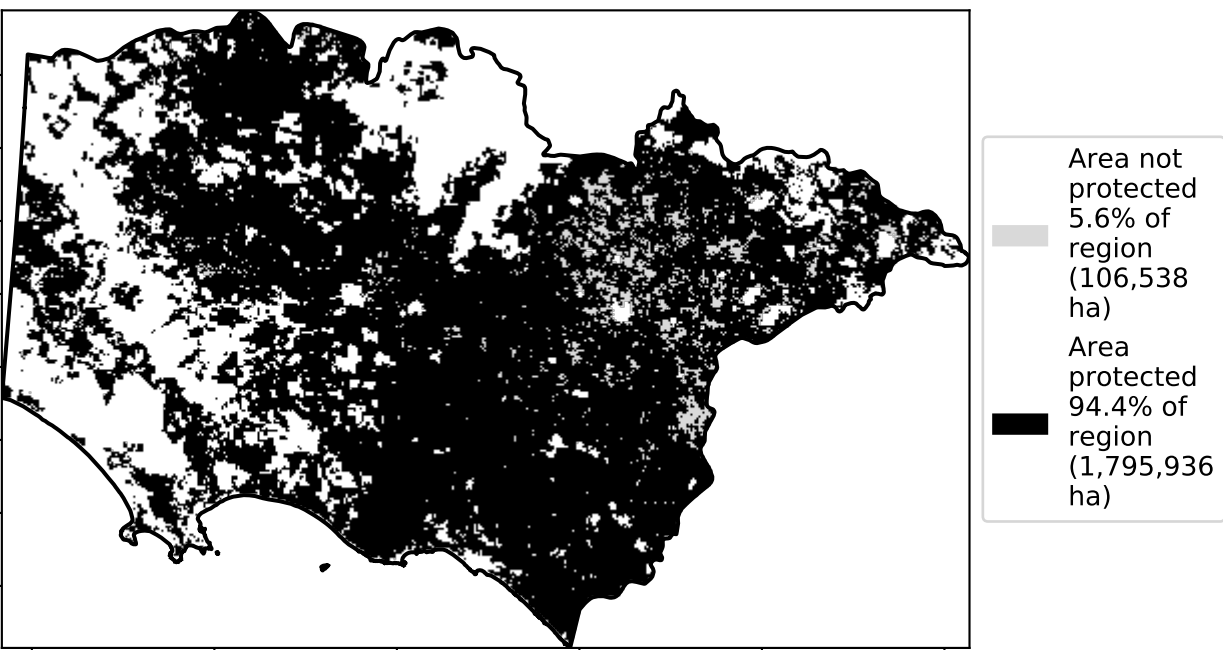 Area not
protected
5.6% of
region
(106,538
ha)
Area
protected
94.4% of
region
(1,795,936
ha)